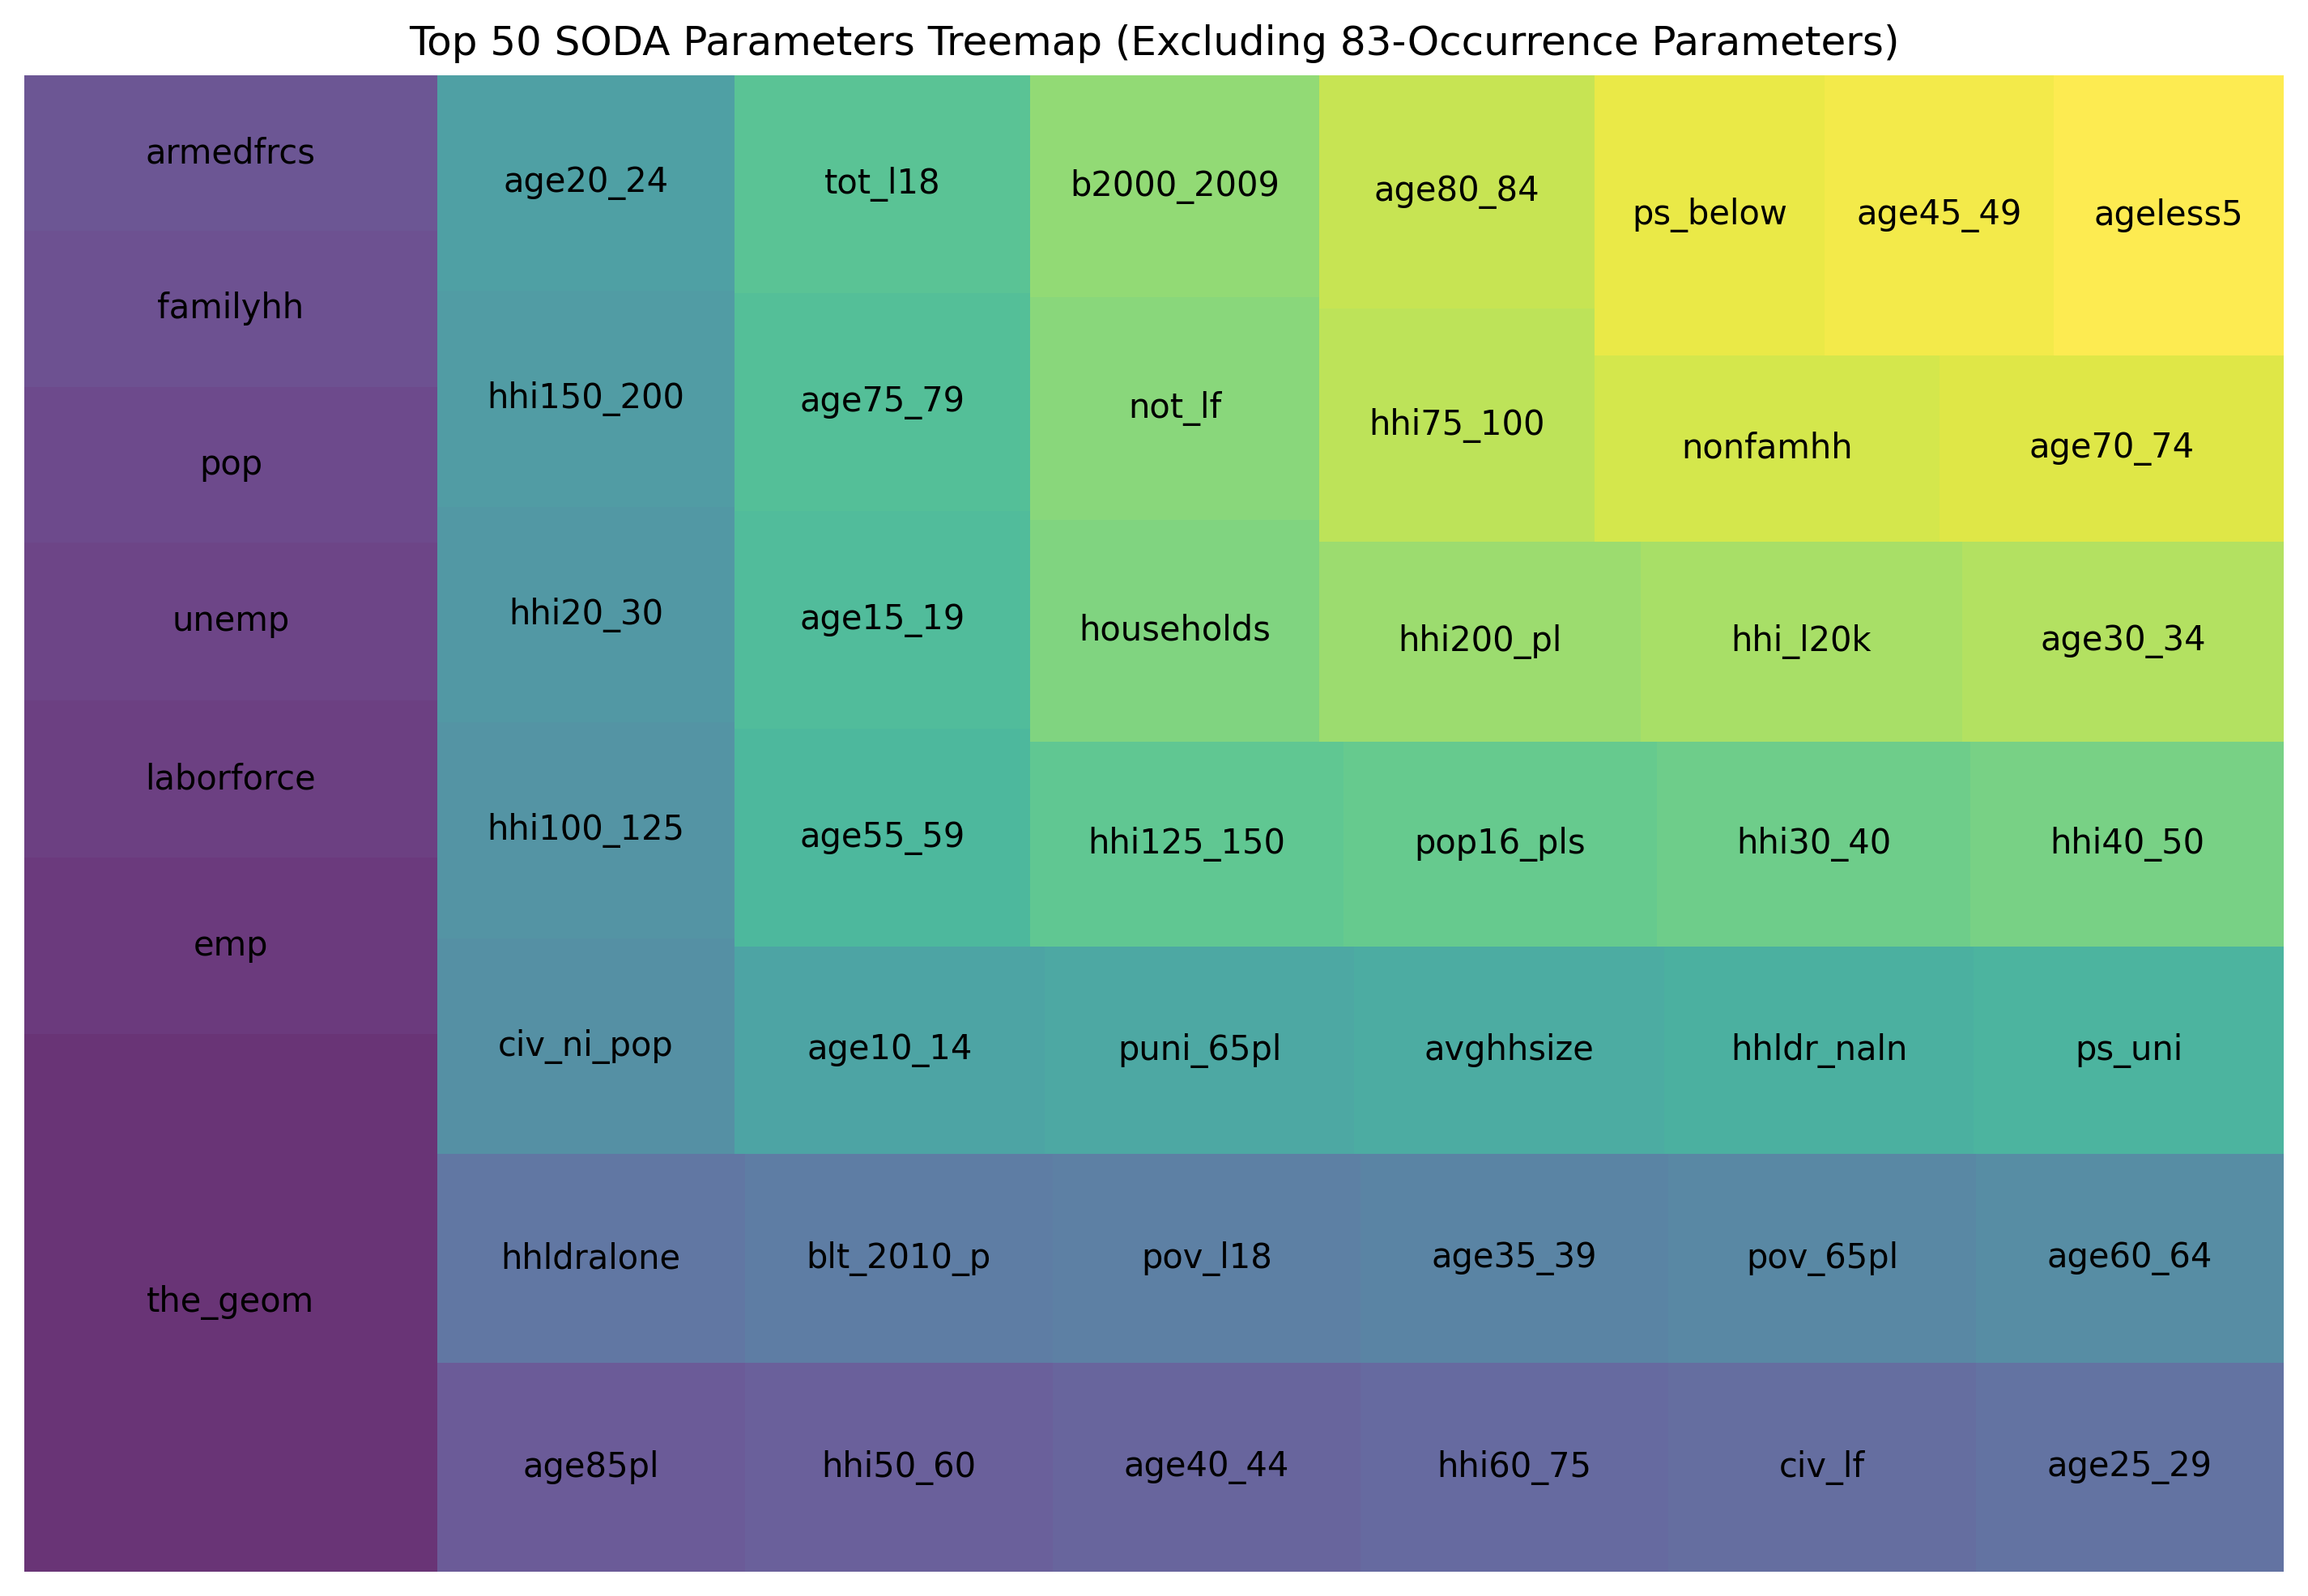 Top 50 SODA Parameters Treemap (Excluding 83-Occurrence Parameters)
armedfrcs
familyhh
pop
unemp
laborforce
emp
the_geom
age20_24
hhi150_200
hhi20_30
hhi100_125
civ_ni_pop
tot_l18
age75_79
age15_19
age55_59
b2000_2009
not_lf
households
age80_84
hhi75_100
ps_below
age45_49
ageless5
nonfamhh
age70_74
hhi200_pl
hhi_l20k
age30_34
hhi125_150
pop16_pls
hhi30_40
hhi40_50
age10_14
puni_65pl
avghhsize
hhldr_naln
ps_uni
hhldralone
blt_2010_p
pov_l18
age35_39
pov_65pl
age60_64
age85pl
hhi50_60
age40_44
hhi60_75
civ_lf
age25_29